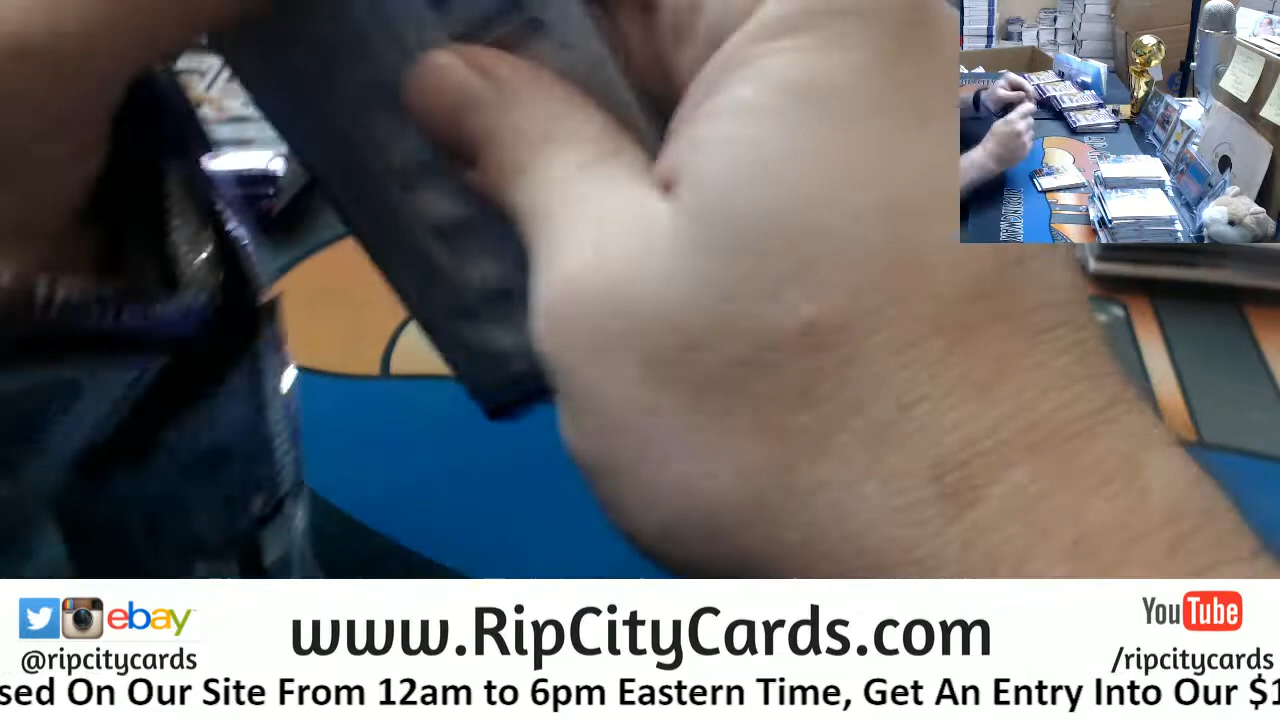 ebay
@ripcitycards
www.RipCityCards.com
YouTube
/ripcitycards
sed On Our Site From 12am to 6pm Eastern Time, Get An Entry Into Our $1